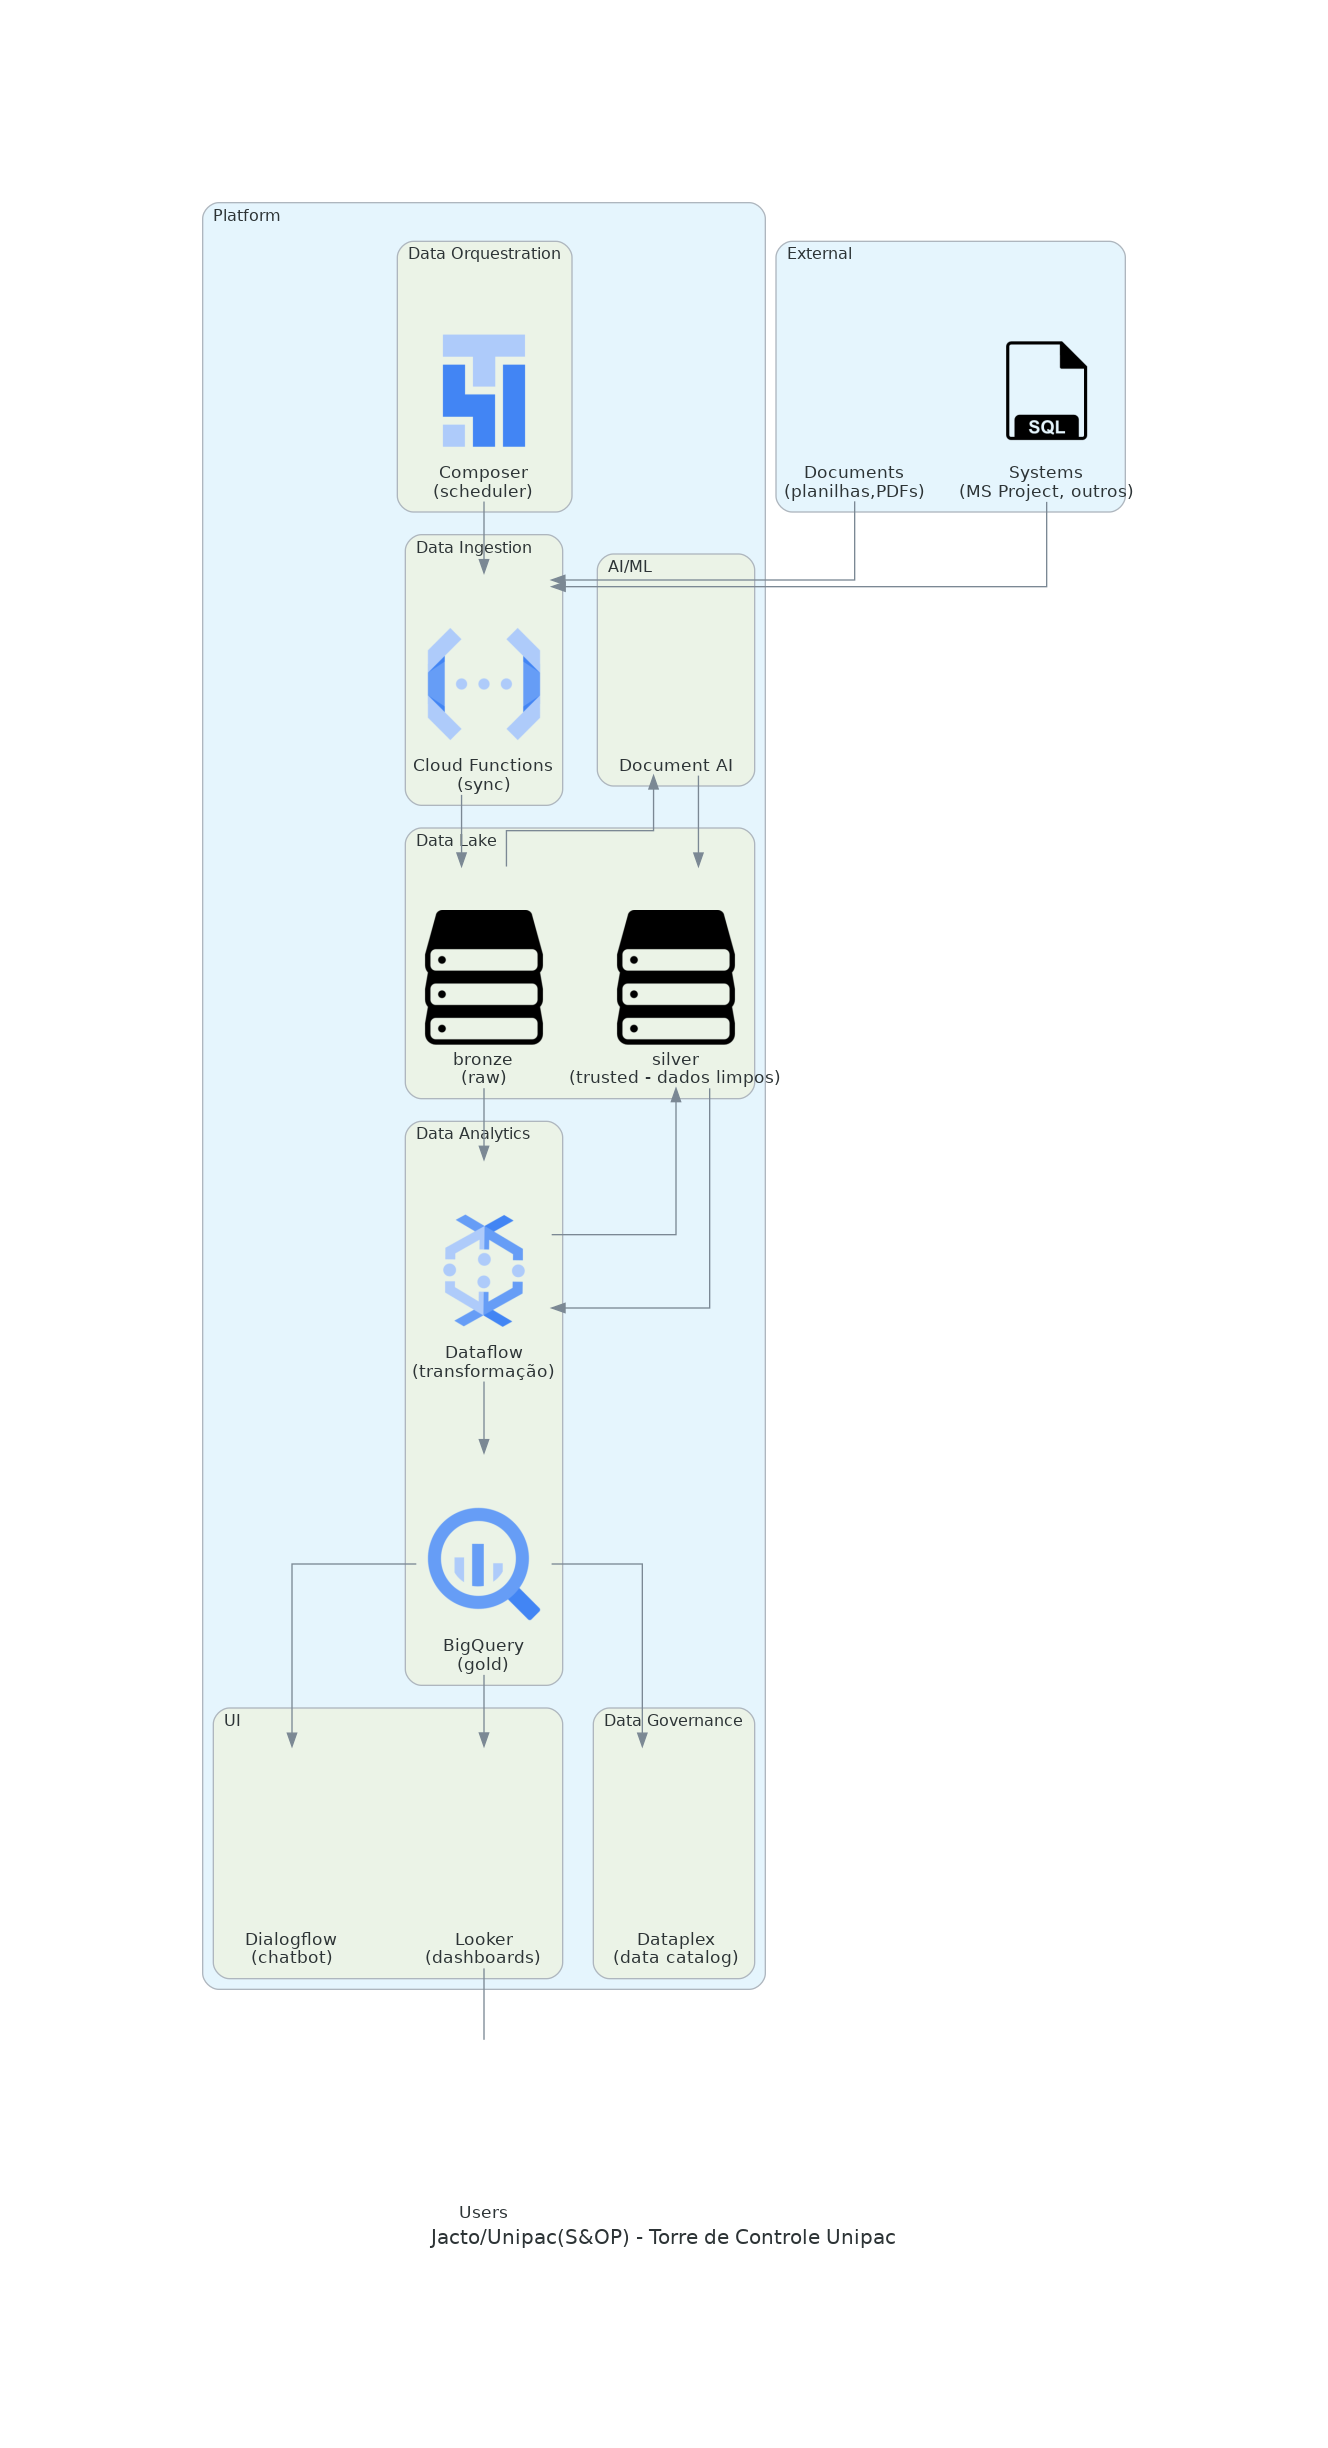 Platform
Data Orquestration
External
SQL
Composer
(scheduler)
Documents
(planilhas,PDFs)
Systems
(MS Project, outros)
Data Ingestion
AI/ML
Cloud Functions
(sync)
Document AI
Data Lake
bronze
(raw)
silver
(trusted - dados limpos)
Data Analytics
Dataflow
(transformação)
BigQuery
(gold)
UI
Data Governance
Dialogflow
(chatbot)
Looker
(dashboards)
Dataplex
(data catalog)
Users
Jacto/Unipac(S&OP) - Torre de Controle Unipac